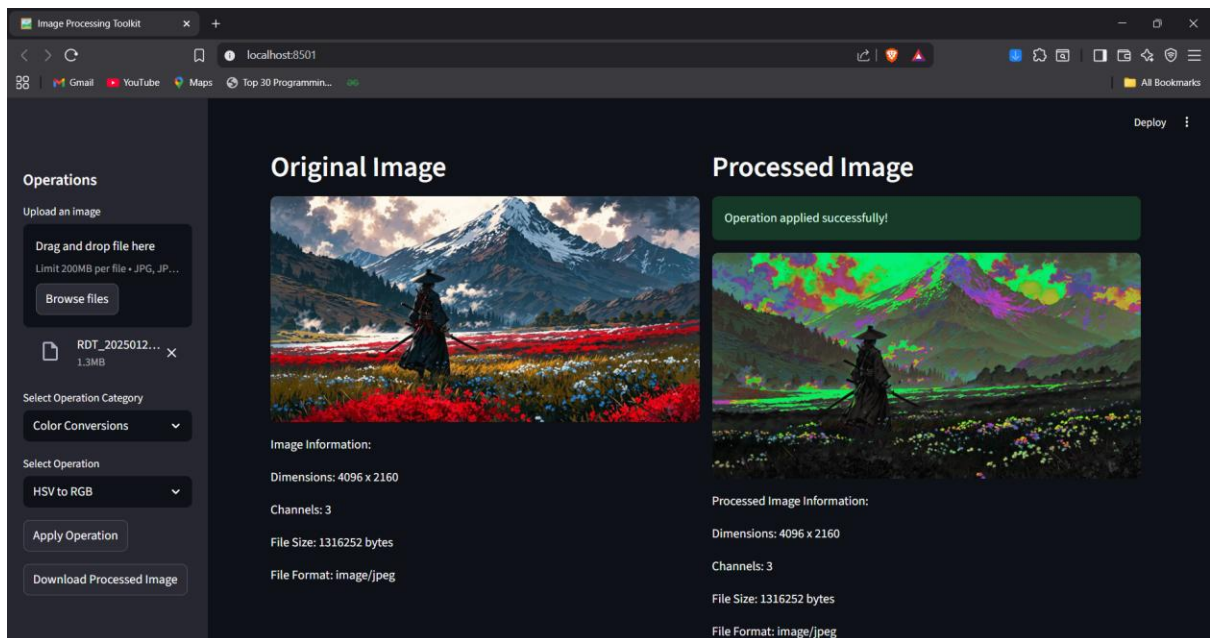 Image Processing Toolkit
localhost:8501
Gmail YouTube Maps Top 30 Programmin... All Bookmarks
Deploy
Operations
Upload an image
Drag and drop file here
Limit 200MB per file • JPG, JP...
Browse files
RDT_2025012...
1.3MB
Select Operation Category
Color Conversions
Select Operation
HSV to RGB
Apply Operation
Download Processed Image
Original Image
Image Information:
Dimensions: 4096 x 2160
Channels: 3
File Size: 1316252 bytes
File Format: image/jpeg
Processed Image
Operation applied successfully!
Processed Image Information:
Dimensions: 4096 x 2160
Channels: 3
File Size: 1316252 bytes
File Format: image/jpeg